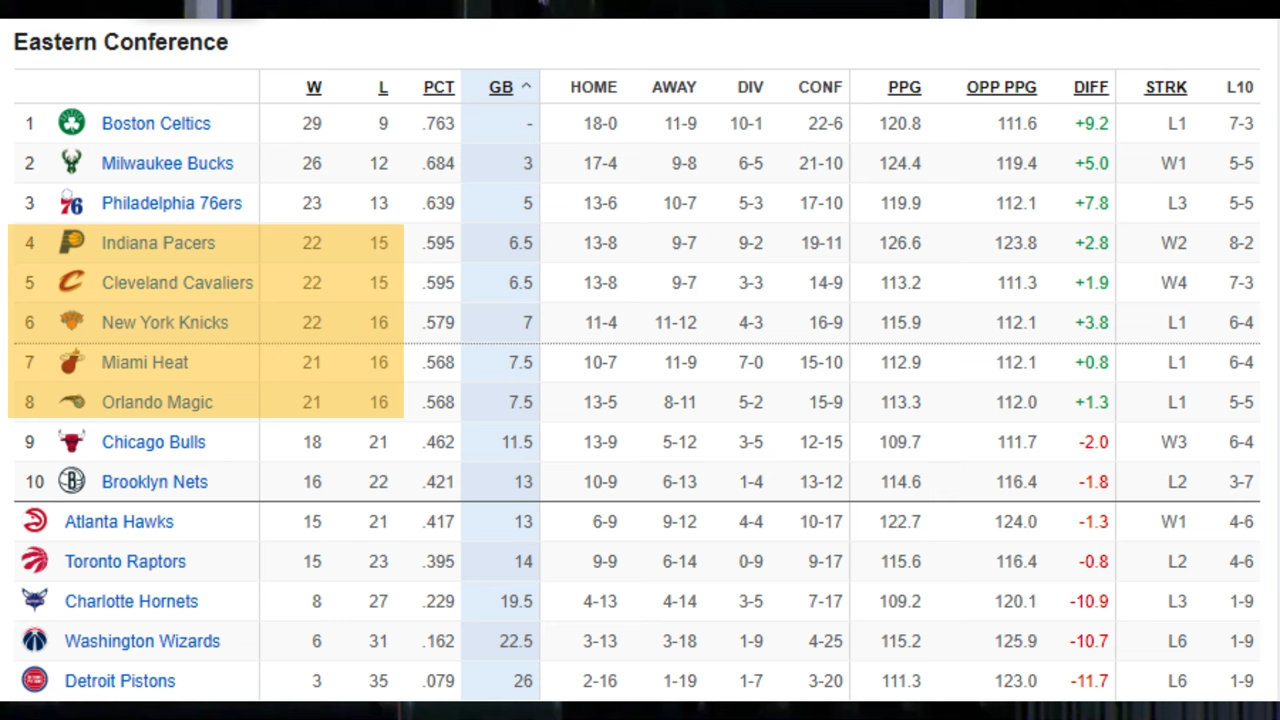 Eastern Conference
W L PCT GB ^ HOME AWAY DIV CONF PPG OPP PPG DIFF STRK L10
1 Boston Celtics 29 9 .763 - 18-0 11-9 10-1 22-6 120.8 111.6 +9.2 L1 7-3
2 Milwaukee Bucks 26 12 .684 3 17-4 9-8 6-5 21-10 124.4 119.4 +5.0 W1 5-5
3 76 Philadelphia 76ers 23 13 .639 5 13-6 10-7 5-3 17-10 119.9 112.1 +7.8 L3 5-5
4 Indiana Pacers 22 15 .595 6.5 13-8 9-7 9-2 19-11 126.6 123.8 +2.8 W2 8-2
5 Cleveland Cavaliers 22 15 .595 6.5 13-8 9-7 3-3 14-9 113.2 111.3 +1.9 W4 7-3
6 New York Knicks 22 16 .579 7 11-4 11-12 4-3 16-9 115.9 112.1 +3.8 L1 6-4
7 Miami Heat 21 16 .568 7.5 10-7 11-9 7-0 15-10 112.9 112.1 +0.8 L1 6-4
8 Orlando Magic 21 16 .568 7.5 13-5 8-11 5-2 15-9 113.3 112.0 +1.3 L1 5-5
9 Chicago Bulls 18 21 .462 11.5 13-9 5-12 3-5 12-15 109.7 111.7 -2.0 W3 6-4
10 B Brooklyn Nets 16 22 .421 13 10-9 6-13 1-4 13-12 114.6 116.4 -1.8 L2 3-7
Atlanta Hawks 15 21 .417 13 6-9 9-12 4-4 10-17 122.7 124.0 -1.3 W1 4-6
Toronto Raptors 15 23 .395 14 9-9 6-14 0-9 9-17 115.6 116.4 -0.8 L2 4-6
Charlotte Hornets 8 27 .229 19.5 4-13 4-14 3-5 7-17 109.2 120.1 -10.9 L3 1-9
Washington Wizards 6 31 .162 22.5 3-13 3-18 1-9 4-25 115.2 125.9 -10.7 L6 1-9
Detroit Pistons 3 35 .079 26 2-16 1-19 1-7 3-20 111.3 123.0 -11.7 L6 1-9